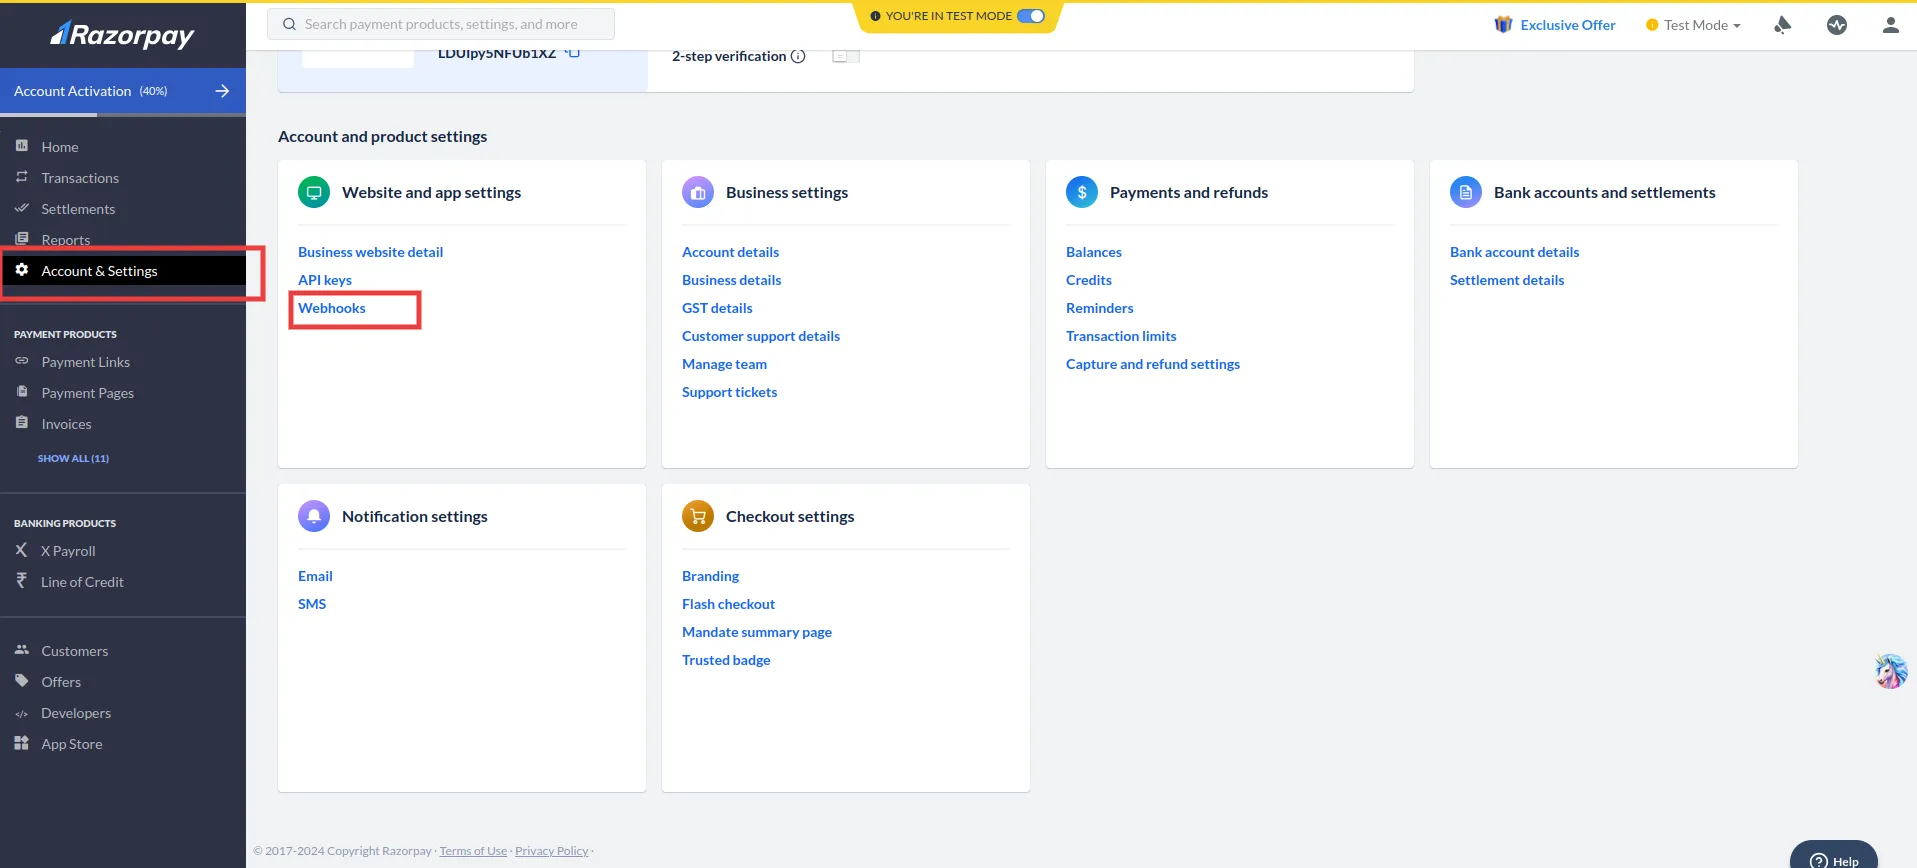 Razorpay
Search payment products, settings, and more
YOU'RE IN TEST MODE
Exclusive Offer
Test Mode
Account Activation (40%)
Home
Transactions
Settlements
Reports
Account & Settings
PAYMENT PRODUCTS
Payment Links
Payment Pages
Invoices
SHOW ALL (11)
BANKING PRODUCTS
X Payroll
Line of Credit
Customers
Offers
Developers
App Store
2-step verification
Account and product settings
Website and app settings
Business website detail
API keys
Webhooks
Business settings
Account details
Business details
GST details
Customer support details
Manage team
Support tickets
Payments and refunds
Balances
Credits
Reminders
Transaction limits
Capture and refund settings
Bank accounts and settlements
Bank account details
Settlement details
Notification settings
Email
SMS
Checkout settings
Branding
Flash checkout
Mandate summary page
Trusted badge
© 2017-2024 Copyright Razorpay · Terms of Use · Privacy Policy ·
Help